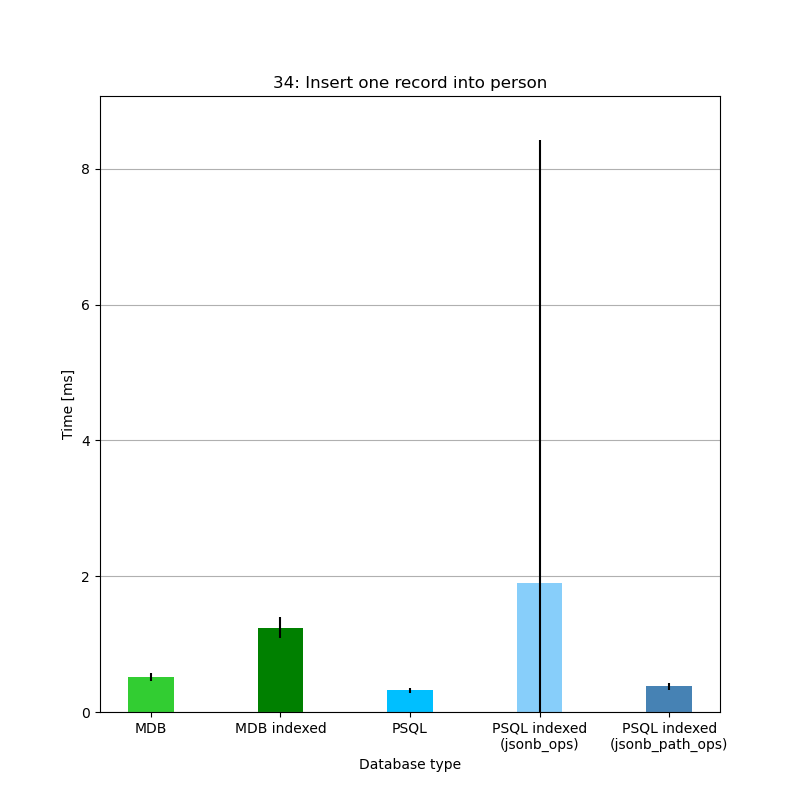 34: Insert one record into person
Time [ms]
8
6
4
2
0
MDB
MDB indexed
PSQL
PSQL indexed
(jsonb_ops)
PSQL indexed
(jsonb_path_ops)
Database type